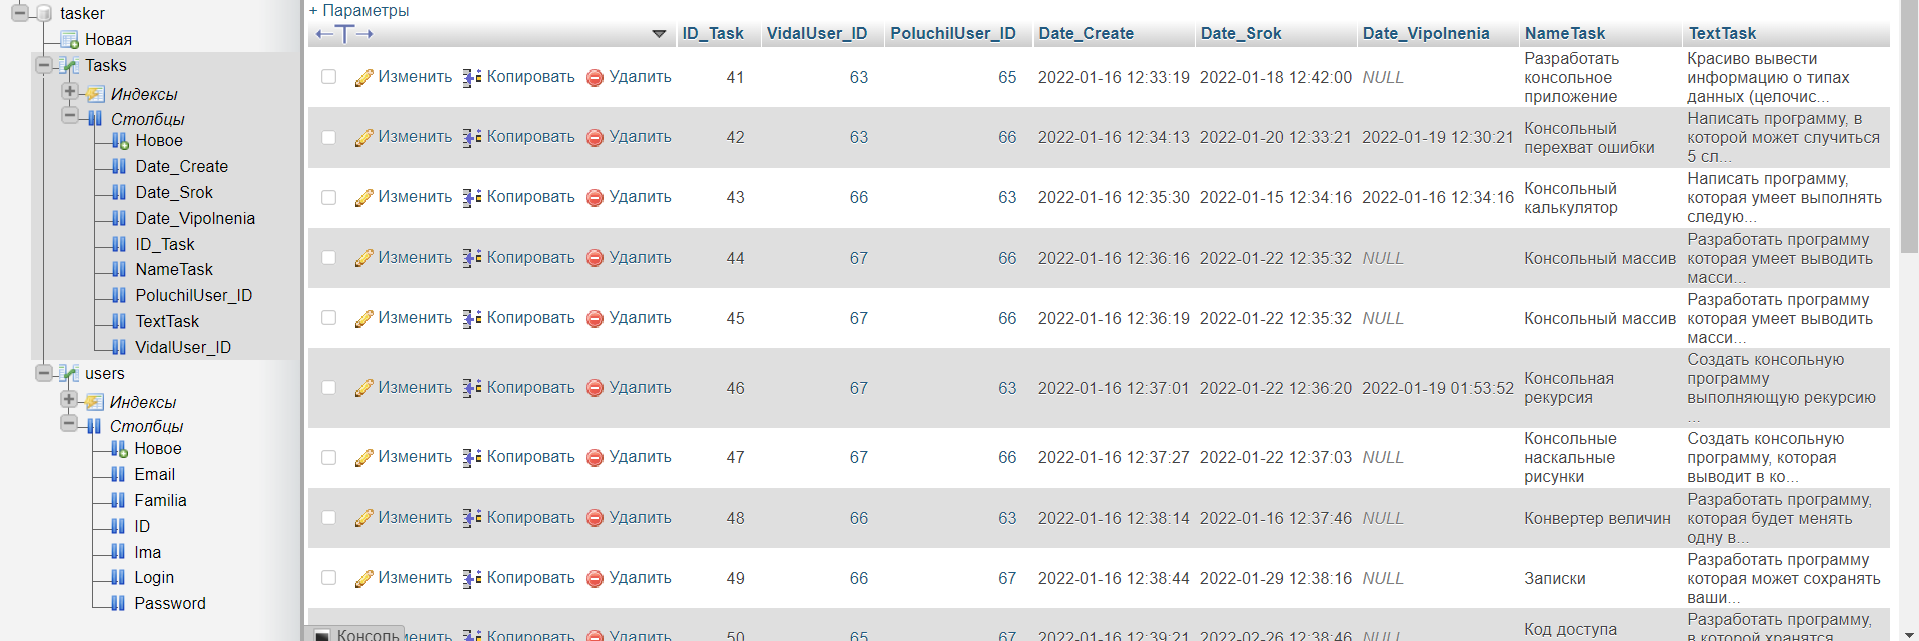 tasker
Новая
Tasks
Индексы
Столбцы
Новое
Date_Create
Date_Srok
Date_Vipolnenia
ID_Task
NameTask
PoluchilUser_ID
TextTask
VidalUser_ID
users
Индексы
Столбцы
Новое
Email
Familia
ID
Ima
Login
Password
+ Параметры
ID_Task VidalUser_ID PoluchilUser_ID Date_Create Date_Srok Date_Vipolnenia NameTask TextTask
Изменить Копировать Удалить 41 63 65 2022-01-16 12:33:19 2022-01-18 12:42:00 NULL
Разработать
консольное
приложение
Красиво вывести
информацию о типах
данных (целочис...
Изменить Копировать Удалить 42 63 66 2022-01-16 12:34:13 2022-01-20 12:33:21 2022-01-19 12:30:21
Консольный
перехват ошибки
Написать программу, в
которой может случиться
5 сл...
Изменить Копировать Удалить 43 66 63 2022-01-16 12:35:30 2022-01-15 12:34:16 2022-01-16 12:34:16
Консольный
калькулятор
Написать программу,
которая умеет выполнять
следую...
Изменить Копировать Удалить 44 67 66 2022-01-16 12:36:16 2022-01-22 12:35:32 NULL
Консольный массив
Разработать программу
которая умеет выводить
масси...
Изменить Копировать Удалить 45 67 66 2022-01-16 12:36:19 2022-01-22 12:35:32 NULL
Консольный массив
Разработать программу
которая умеет выводить
масси...
Изменить Копировать Удалить 46 67 63 2022-01-16 12:37:01 2022-01-22 12:36:20 2022-01-19 01:53:52
Консольная
рекурсия
Создать консольную
программу
выполняющую рекурсию
...
Изменить Копировать Удалить 47 67 66 2022-01-16 12:37:27 2022-01-22 12:37:03 NULL
Консольные
наскальные
рисунки
Создать консольную
программу, которая
выводит в ко...
Изменить Копировать Удалить 48 66 63 2022-01-16 12:38:14 2022-01-16 12:37:46 NULL
Конвертер величин
Разработать программу,
которая будет менять
одну в...
Изменить Копировать Удалить 49 66 67 2022-01-16 12:38:44 2022-01-29 12:38:16 NULL
Записки
Разработать программу
которая может сохранять
ваши...
Консоль Копировать Удалить 50 65 67 2022-01-16 12:39:21 2022-02-26 12:38:46 NULL
Код доступа
Разработать программу,
в которой хранятся